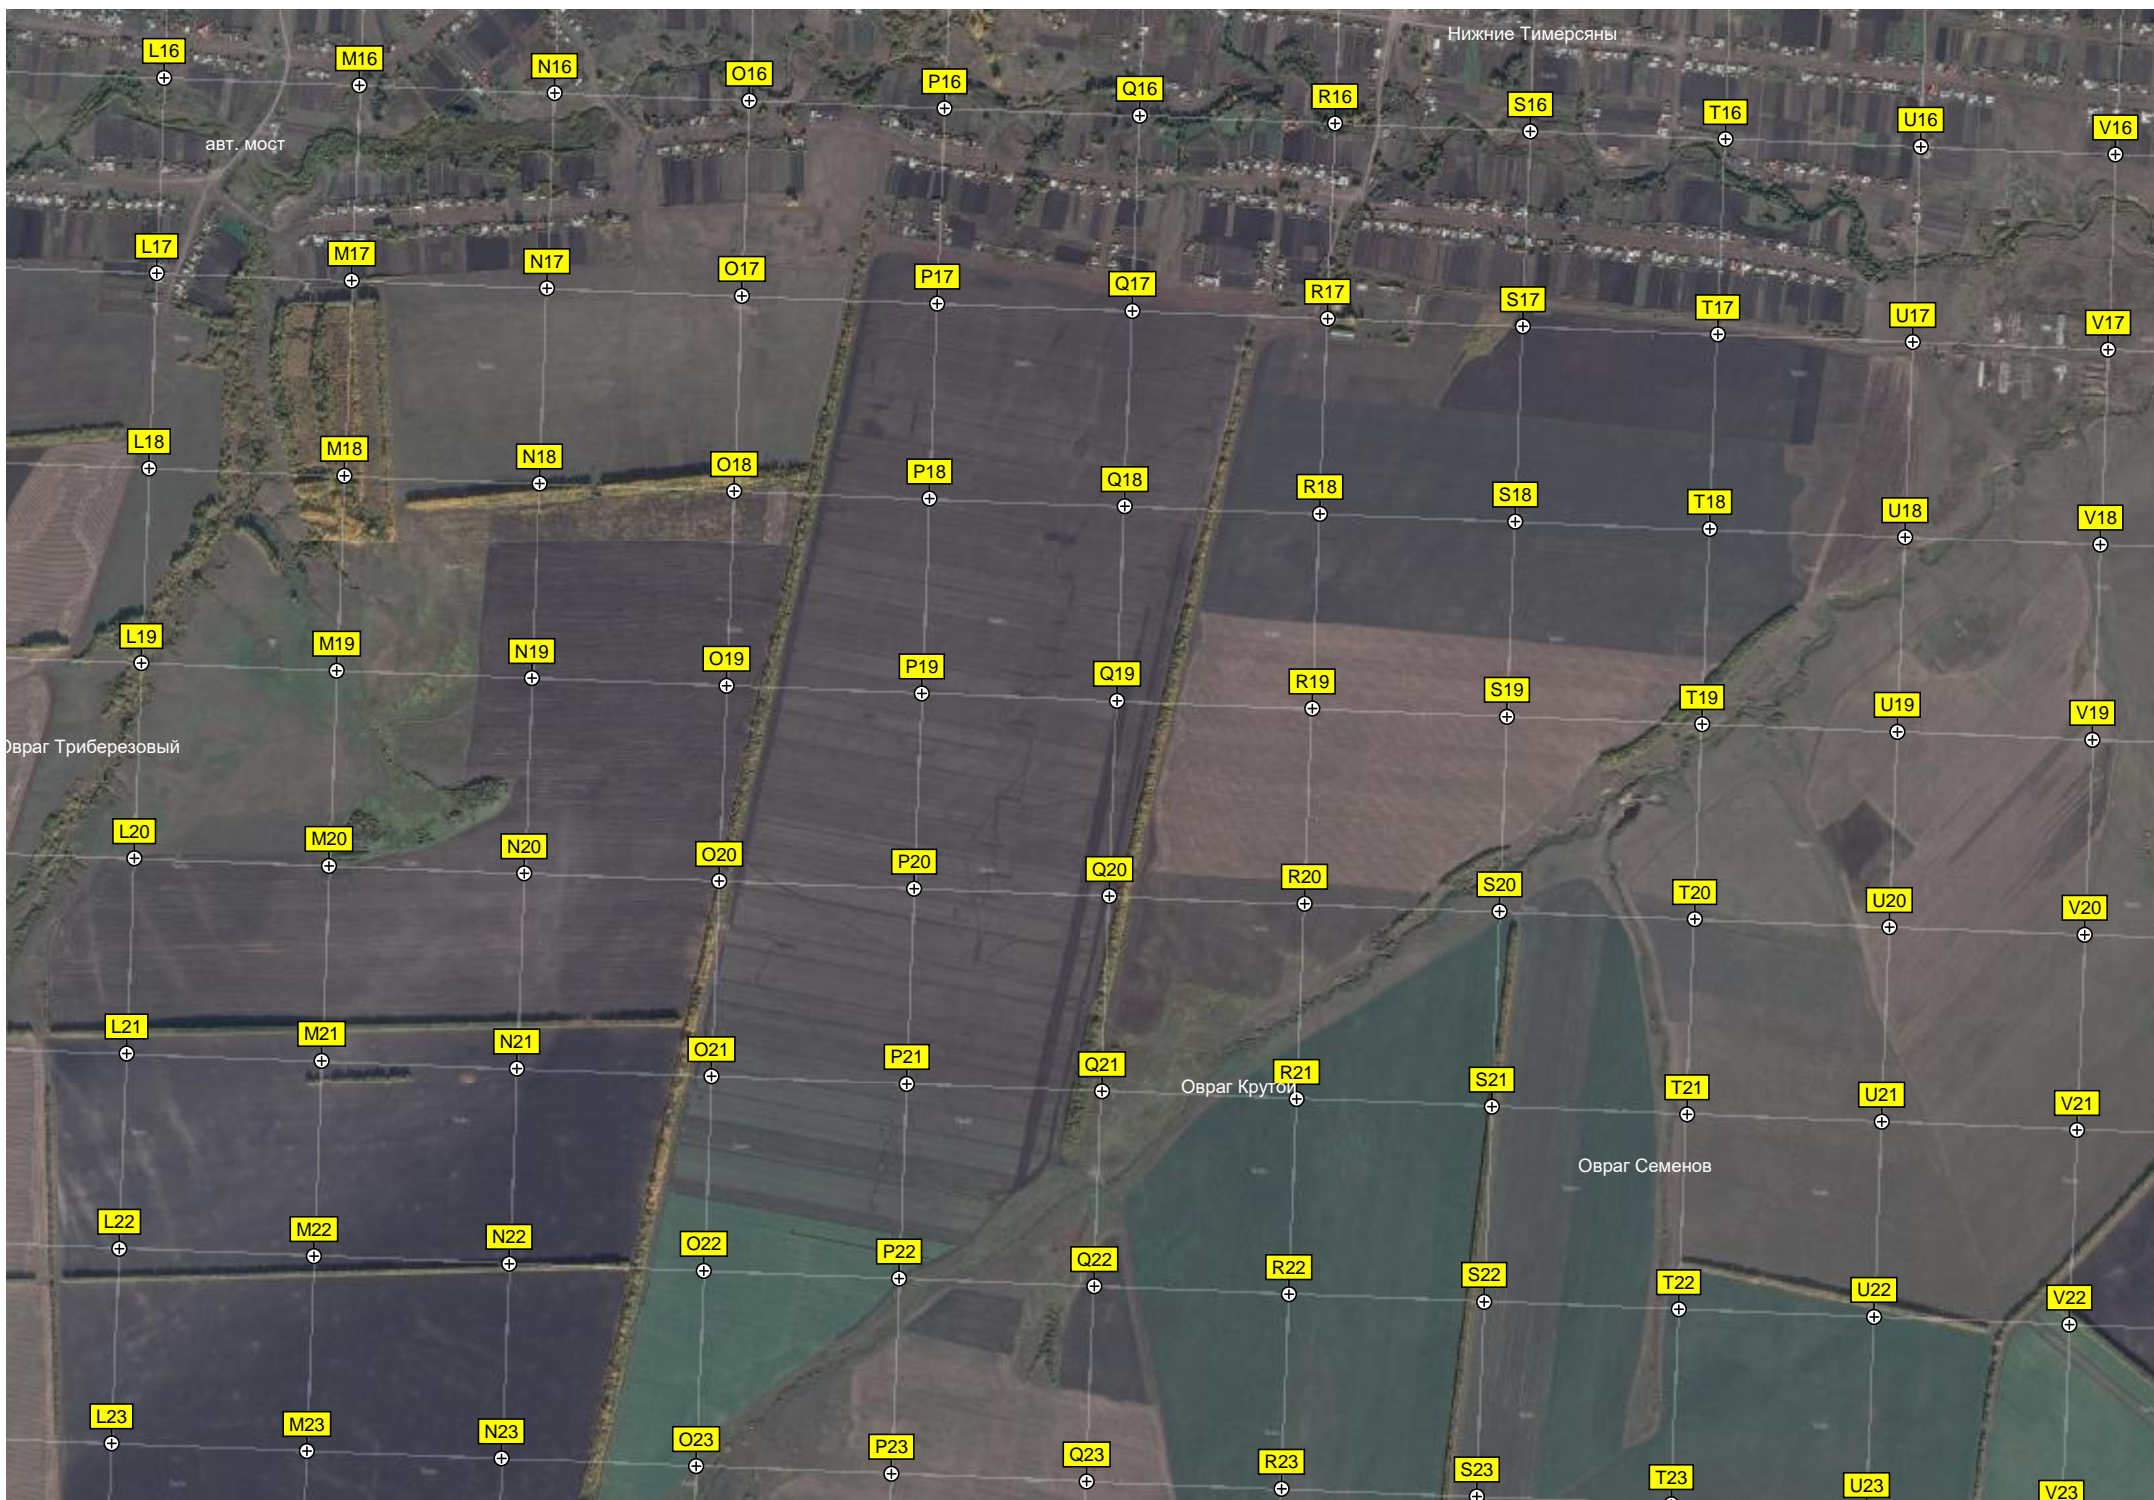 Нижние Тимерсяны
L16 M16 N16 O16 P16 Q16 R16 S16 T16 U16 V16
авт. мост
L17 M17 N17 O17 P17 Q17 R17 S17 T17 U17 V17
L18 M18 N18 O18 P18 Q18 R18 S18 T18 U18 V18
L19 M19 N19 O19 P19 Q19 R19 S19 T19 U19 V19
Овраг Триберезовый
L20 M20 N20 O20 P20 Q20 R20 S20 T20 U20 V20
L21 M21 N21 O21 P21 Q21 R21 S21 T21 U21 V21
Овраг Крутой
Овраг Семенов
L22 M22 N22 O22 P22 Q22 R22 S22 T22 U22 V22
L23 M23 N23 O23 P23 Q23 R23 S23 T23 U23 V23